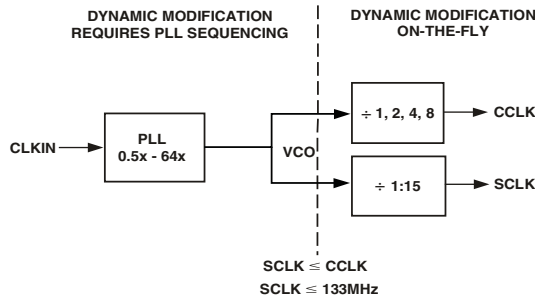 DYNAMIC MODIFICATION
REQUIRES PLL SEQUENCING
DYNAMIC MODIFICATION
ON-THE-FLY
CLKIN
PLL
0.5x - 64x
VCO
÷ 1, 2, 4, 8
CCLK
÷ 1:15
SCLK
SCLK ≤ CCLK
SCLK ≤ 133MHz